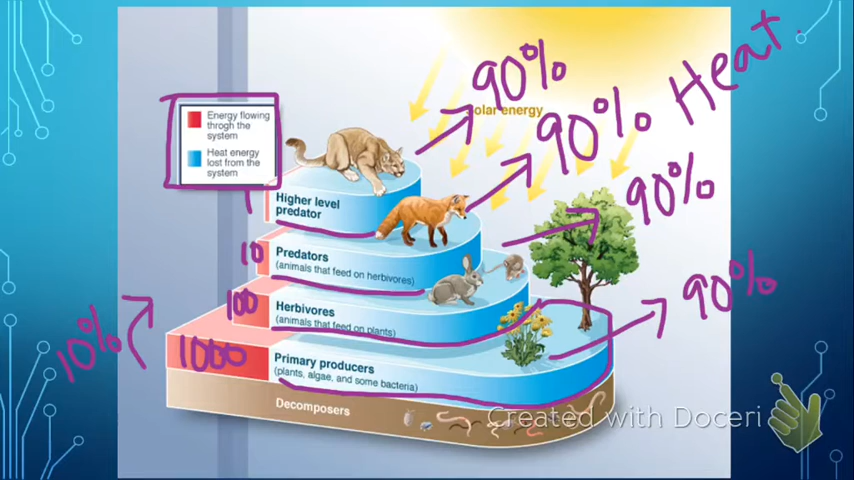 90%
Solar energy
90% Heat
Energy flowing
throgh the
system
Heat energy
lost from the
system
90%
Higher level
predator
1
Predators
(animals that feed on herbivores)
10
90%
Herbivores
(animals that feed on plants)
100
10%
1000
Primary producers
(plants, algae, and some bacteria)
Decomposers
Created with Doceri